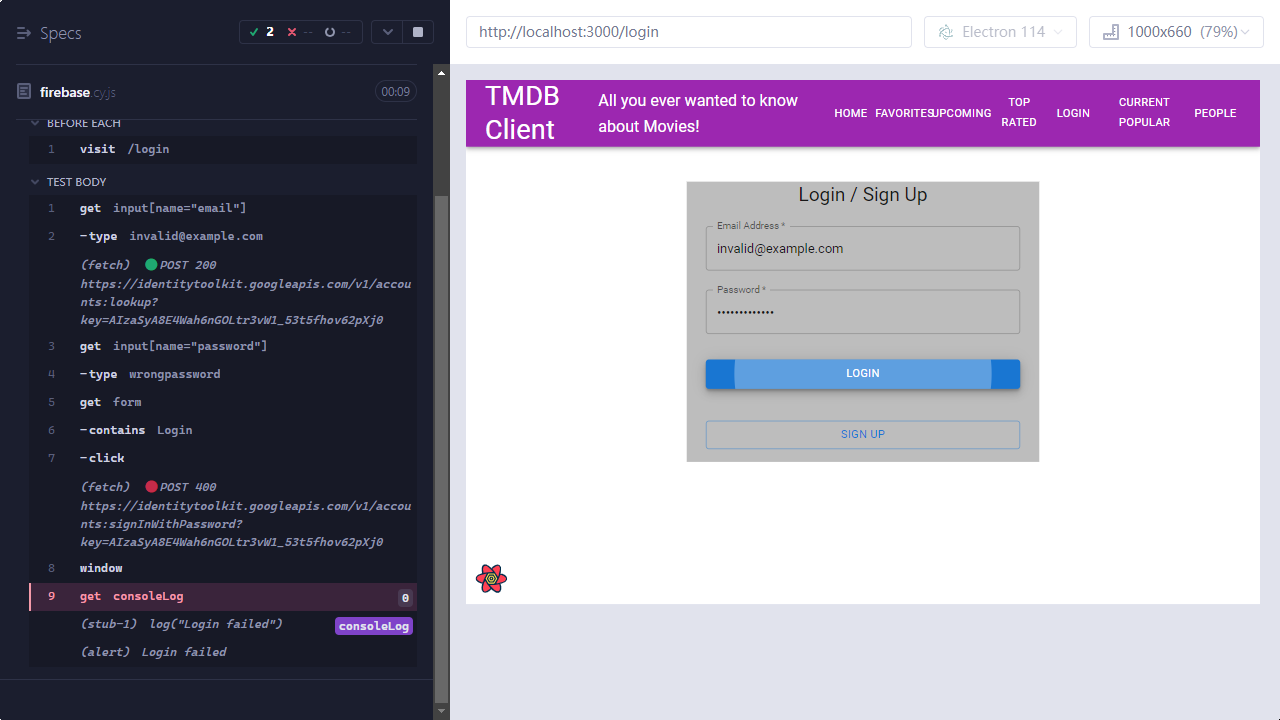 Specs
2
--
--
firebase.cy.js
00:09
BEFORE EACH
1 visit /login
TEST BODY
1 get input[name="email"]
2 -type invalid@example.com
(fetch) POST 200
https://identitytoolkit.googleapis.com/v1/accou
nts:lookup?
key=AIzaSyA8E4Wah6nGOLtr3vW1_53t5fhov62pXj0
3 get input[name="password"]
4 -type wrongpassword
5 get form
6 -contains Login
7 -click
(fetch) POST 400
https://identitytoolkit.googleapis.com/v1/accou
nts:signInWithPassword?
key=AIzaSyA8E4Wah6nGOLtr3vW1_53t5fhov62pXj0
8 window
9 get consoleLog 0
(stub-1) log("Login failed") consoleLog
(alert) Login failed
http://localhost:3000/login
Electron 114
1000x660 (79%)
TMDB
Client
All you ever wanted to know
about Movies!
HOME
FAVORITES
UPCOMING
TOP
RATED
LOGIN
CURRENT
POPULAR
PEOPLE
Login / Sign Up
Email Address *
invalid@example.com
Password *
•••••••••••••
LOGIN
SIGN UP